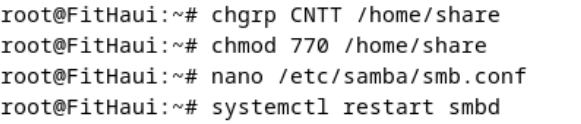 root@FitHaui:~# chgrp CNTT /home/share
root@FitHaui:~# chmod 770 /home/share
root@FitHaui:~# nano /etc/samba/smb.conf
root@FitHaui:~# systemctl restart smbd